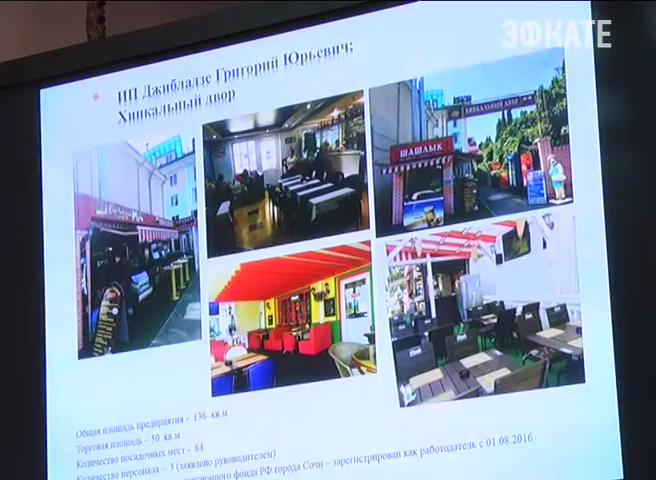 ЭФКАТЕ
* ИП Джибладзе Григорий Юрьевич;
Хинкальный двор
ХИНКАЛЬНЫЙ ДВОР
ШАШЛЫК
Общая площадь предприятия - 136 кв.м
Торговая площадь – 50 кв.м
Количество посадочных мест - 84
Количество персонала – 3 (заявлено руководителем)
фонда РФ города Сочи – зарегистрирован как работодатель с 01.08.2016